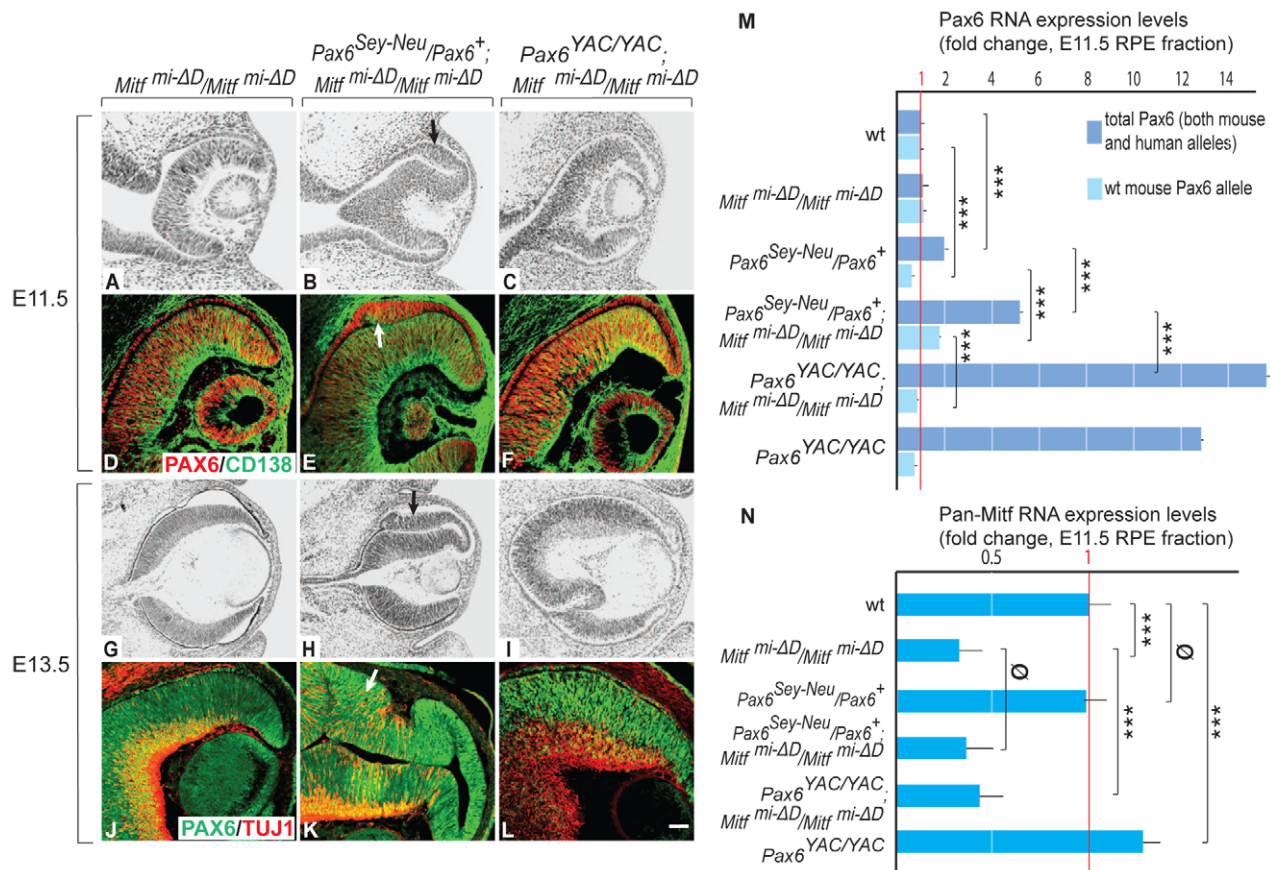 Mitf mi-ΔD/Mitf mi-ΔD
Pax6Sey-Neu/Pax6+;
Mitf mi-ΔD/Mitf mi-ΔD
Pax6YAC/YAC;
Mitf mi-ΔD/Mitf mi-ΔD
E11.5
A
B
C
D
PAX6/CD138
E
F
E13.5
G
H
I
J
PAX6/TUJ1
K
L
M
Pax6 RNA expression levels
(fold change, E11.5 RPE fraction)
1 2 4 6 8 10 12 14
total Pax6 (both mouse
and human alleles)
wt mouse Pax6 allele
wt
Mitf mi-ΔD/Mitf mi-ΔD
Pax6Sey-Neu/Pax6+
Pax6Sey-Neu/Pax6+;
Mitf mi-ΔD/Mitf mi-ΔD
Pax6YAC/YAC;
Mitf mi-ΔD/Mitf mi-ΔD
Pax6YAC/YAC
***
***
***
***
***
***
N
Pan-Mitf RNA expression levels
(fold change, E11.5 RPE fraction)
0.5 1
wt
Mitf mi-ΔD/Mitf mi-ΔD
Pax6Sey-Neu/Pax6+
Pax6Sey-Neu/Pax6+;
Mitf mi-ΔD/Mitf mi-ΔD
Pax6YAC/YAC;
Mitf mi-ΔD/Mitf mi-ΔD
Pax6YAC/YAC
Ø
***
***
Ø
***